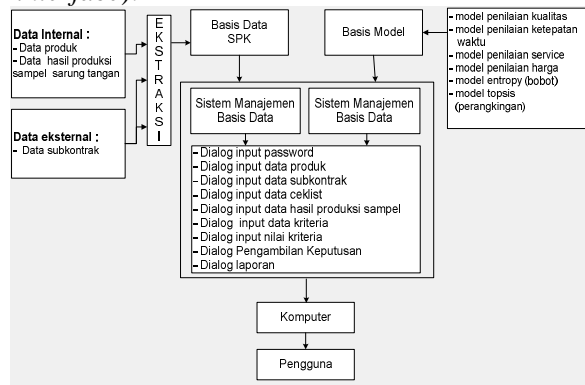 Data Internal :
- Data produk
- Data hasil produksi
sampel sarung tangan
Data eksternal :
- Data subkontrak
EKSTRAKSI
Basis Data
SPK
Basis Model
- model penilaian kualitas
- model penilaian ketepatan
waktu
- model penilaian service
- model penilaian harga
- model entropy (bobot)
- model topsis
(perangkingan)
Sistem Manajemen
Basis Data
Sistem Manajemen
Basis Data
- Dialog input password
- Dialog input data produk
- Dialog input data subkontrak
- Dialog input data ceklist
- Dialog input data hasil produksi sampel
- Dialog input data kriteria
- Dialog input nilai kriteria
- Dialog Pengambilan Keputusan
- Dialog laporan
Komputer
Pengguna